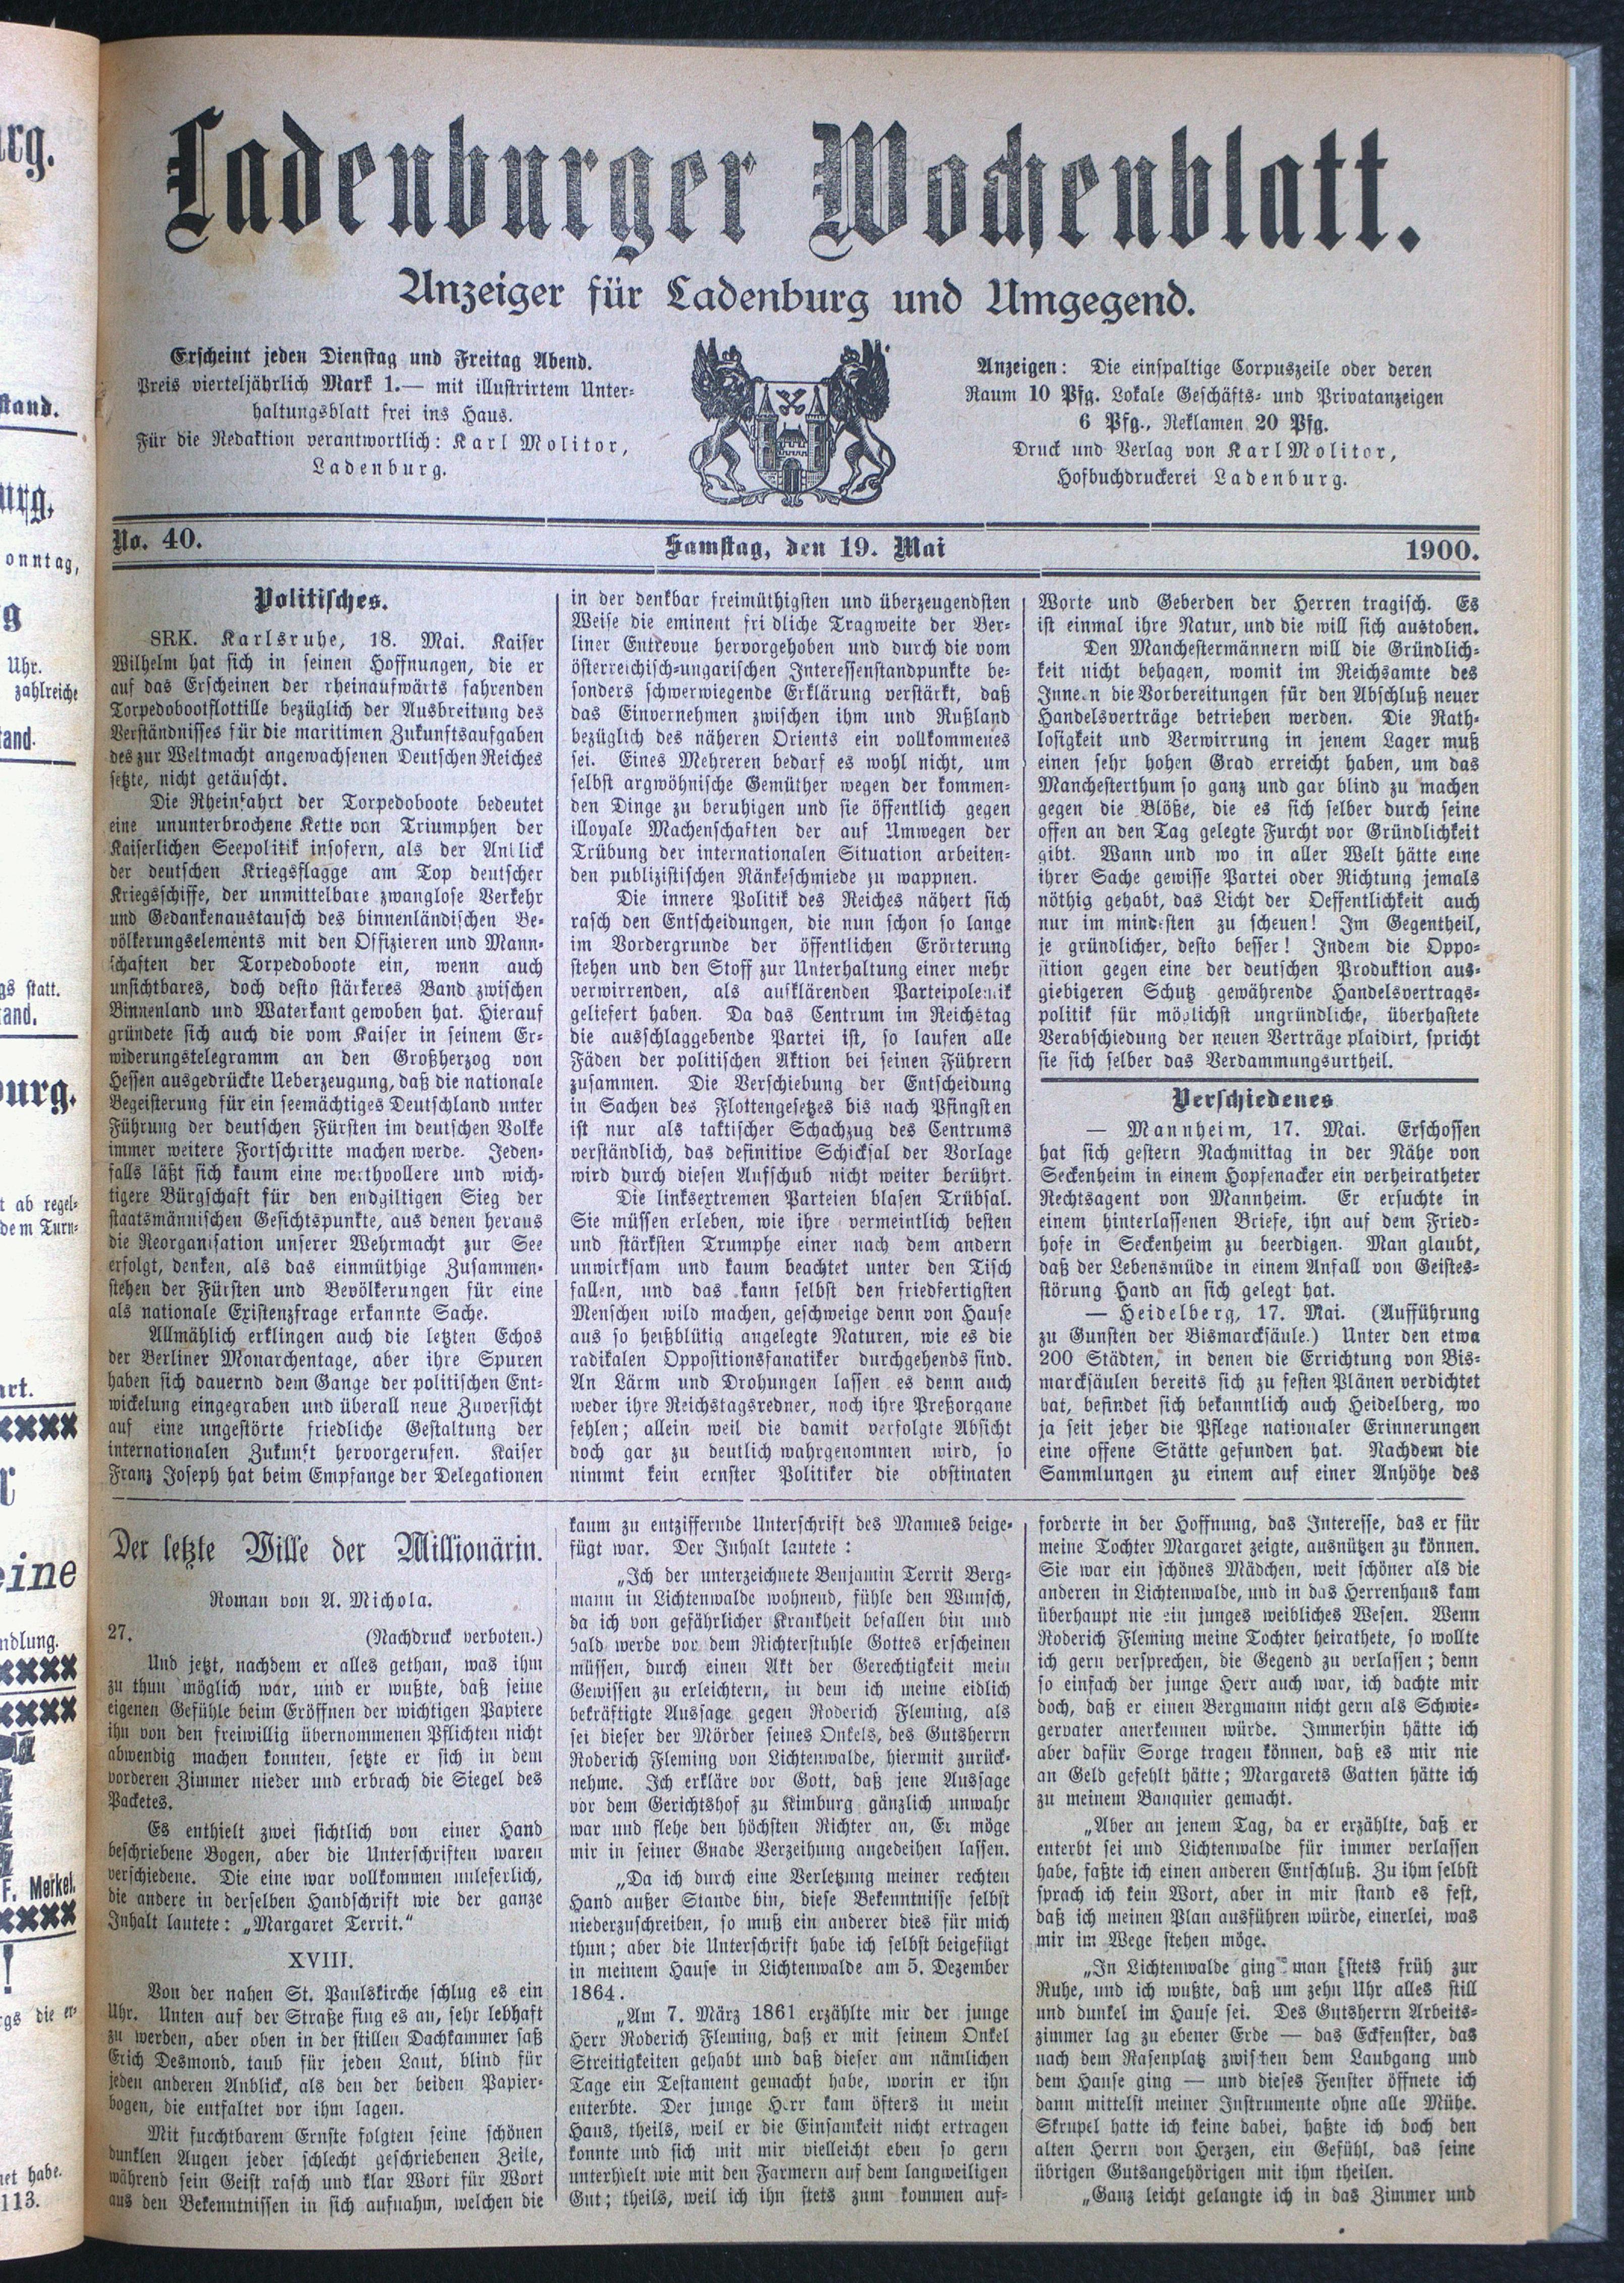 Ladenburger Wochenblatt.
Anzeiger für Ladenburg und Umgegend.
Erscheint jeden Dienstag und Freitag Abend.
Preis vierteljährlich Mark 1.— mit illustrirtem Unter-
haltungsblatt frei ins Haus.
Für die Redaktion verantwortlich: Karl Molitor,
Ladenburg.
Anzeigen: Die einspaltige Corpuszeile oder deren
Raum 10 Pfg. Lokale Geschäfts- und Privatanzeigen
6 Pfg., Reklamen 20 Pfg.
Druck und Verlag von Karl Molitor,
Hofbuchdruckerei Ladenburg.
No. 40.
Samstag, den 19. Mai
1900.
Politisches.
SRK. Karlsruhe, 18. Mai. Kaiser
Wilhelm hat sich in seinen Hoffnungen, die er
auf das Erscheinen der rheinaufwärts fahrenden
Torpedobootflottille bezüglich der Ausbreitung des
Verständnisses für die maritimen Zukunftsaufgaben
des zur Weltmacht angewachsenen Deutschen Reiches
setzte, nicht getäuscht.
Die Rheinfahrt der Torpedoboote bedeutet
eine ununterbrochene Kette von Triumphen der
Kaiserlichen Seepolitik insofern, als der Anblick
der deutschen Kriegsflagge am Top deutscher
Kriegsschiffe, der unmittelbare zwanglose Verkehr
und Gedankenaustausch des binnenländischen Be-
völkerungselements mit den Offizieren und Mann-
schaften der Torpedoboote ein, wenn auch
unsichtbares, doch desto stärkeres Band zwischen
Binnenland und Waterkant gewoben hat. Hierauf
gründete sich auch die vom Kaiser in seinem Er-
widerungstelegramm an den Großherzog von
Hessen ausgedrückte Ueberzeugung, daß die nationale
Begeisterung für ein seemächtiges Deutschland unter
Führung der deutschen Fürsten im deutschen Volke
immer weitere Fortschritte machen werde. Jeden-
falls läßt sich kaum eine werthvollere und wich-
tigere Bürgschaft für den endgiltigen Sieg der
staatsmännischen Gesichtspunkte, aus denen heraus
die Reorganisation unserer Wehrmacht zur See
erfolgt, denken, als das einmüthige Zusammen-
stehen der Fürsten und Bevölkerungen für eine
als nationale Existenzfrage erkannte Sache.
Allmählich erklingen auch die letzten Echos
der Berliner Monarchentage, aber ihre Spuren
haben sich dauernd dem Gange der politischen Ent-
wickelung eingegraben und überall neue Zuversicht
auf eine ungestörte friedliche Gestaltung der
internationalen Zukunft hervorgerufen. Kaiser
Franz Joseph hat beim Empfange der Delegationen
in der denkbar freimüthigsten und überzeugendsten
Weise die eminent fri dliche Tragweite der Ber-
liner Entrevue hervorgehoben und durch die vom
österreichisch-ungarischen Interessenstandpunkte be-
sonders schwerwiegende Erklärung verstärkt, daß
das Einvernehmen zwischen ihm und Rußland
bezüglich des näheren Orients ein vollkommenes
sei. Eines Mehreren bedarf es wohl nicht, um
selbst argwöhnische Gemüther wegen der kommen-
den Dinge zu beruhigen und sie öffentlich gegen
illoyale Machenschaften der auf Umwegen der
Trübung der internationalen Situation arbeiten-
den publizistischen Ränkeschmiede zu wappnen.
Die innere Politik des Reiches nähert sich
rasch den Entscheidungen, die nun schon so lange
im Vordergrunde der öffentlichen Erörterung
stehen und den Stoff zur Unterhaltung einer mehr
verwirrenden, als aufklärenden Parteipolemik
geliefert haben. Da das Centrum im Reichstag
die ausschlaggebende Partei ist, so laufen alle
Fäden der politischen Aktion bei seinen Führern
zusammen. Die Verschiebung der Entscheidung
in Sachen des Flottengesetzes bis nach Pfingsten
ist nur als taktischer Schachzug des Centrums
verständlich, das definitive Schicksal der Vorlage
wird durch diesen Aufschub nicht weiter berührt.
Die linksextremen Parteien blasen Trübsal.
Sie müssen erleben, wie ihre vermeintlich besten
und stärksten Trumphe einer nach dem andern
unwirksam und kaum beachtet unter den Tisch
fallen, und das kann selbst den friedfertigsten
Menschen wild machen, geschweige denn von Hause
aus so heißblütig angelegte Naturen, wie es die
radikalen Oppositionsfanatiker durchgehends sind.
An Lärm und Drohungen lassen es denn auch
weder ihre Reichstagsredner, noch ihre Preßorgane
fehlen; allein weil die damit verfolgte Absicht
doch gar zu deutlich wahrgenommen wird, so
nimmt kein ernster Politiker die obstinaten
Worte und Geberden der Herren tragisch. Es
ist einmal ihre Natur, und die will sich austoben.
Den Manchestermännern will die Gründlich-
keit nicht behagen, womit im Reichsamte des
Innern die Vorbereitungen für den Abschluß neuer
Handelsverträge betrieben werden. Die Rath-
losigkeit und Verwirrung in jenem Lager muß
einen sehr hohen Grad erreicht haben, um das
Manchesterthum so ganz und gar blind zu machen
gegen die Blöße, die es sich selber durch seine
offen an den Tag gelegte Furcht vor Gründlichkeit
gibt. Wann und wo in aller Welt hätte eine
ihrer Sache gewisse Partei oder Richtung jemals
nöthig gehabt, das Licht der Oeffentlichkeit auch
nur im mindesten zu scheuen! Im Gegentheil,
je gründlicher, desto besser! Indem die Oppo-
sition gegen eine der deutschen Produktion aus-
giebigeren Schutz gewährende Handelsvertrags-
politik für möglichst ungründliche, überhastete
Verabschiedung der neuen Verträge plaidirt, spricht
sie sich selber das Verdammungsurtheil.
Verschiedenes
— Mannheim, 17. Mai. Erschossen
hat sich gestern Nachmittag in der Nähe von
Seckenheim in einem Hopfenacker ein verheiratheter
Rechtsagent von Mannheim. Er ersuchte in
einem hinterlassenen Briefe, ihn auf dem Fried-
hofe in Seckenheim zu beerdigen. Man glaubt,
daß der Lebensmüde in einem Anfall von Geistes-
störung Hand an sich gelegt hat.
— Heidelberg, 17. Mai. (Aufführung
zu Gunsten der Bismarcksäule.) Unter den etwa
200 Städten, in denen die Errichtung von Bis-
marcksäulen bereits sich zu festen Plänen verdichtet
hat, befindet sich bekanntlich auch Heidelberg, wo
ja seit jeher die Pflege nationaler Erinnerungen
eine offene Stätte gefunden hat. Nachdem die
Sammlungen zu einem auf einer Anhöhe des
Der letzte Wille der Millionärin.
Roman von A. Michola.
27. (Nachdruck verboten.)
Und jetzt, nachdem er alles gethan, was ihm
zu thun möglich war, und er wußte, daß seine
eigenen Gefühle beim Eröffnen der wichtigen Papiere
ihn von den freiwillig übernommenen Pflichten nicht
abwendig machen konnten, setzte er sich in dem
vorderen Zimmer nieder und erbrach die Siegel des
Packetes.
Es enthielt zwei sichtlich von einer Hand
beschriebene Bogen, aber die Unterschriften waren
verschiedene. Die eine war vollkommen unleserlich,
die andere in derselben Handschrift wie der ganze
Inhalt lautete: „Margaret Territ.“
XVIII.
Von der nahen St. Paulskirche schlug es ein
Uhr. Unten auf der Straße fing es an, sehr lebhaft
zu werden, aber oben in der stillen Dachkammer saß
Erich Desmond, taub für jeden Laut, blind für
jeden anderen Anblick, als den der beiden Papier-
bogen, die entfaltet vor ihm lagen.
Mit furchtbarem Ernste folgten seine schönen
dunklen Augen jeder schlecht geschriebenen Zeile,
während sein Geist rasch und klar Wort für Wort
aus den Bekenntnissen in sich aufnahm, welchen die
kaum zu entziffernde Unterschrift des Mannes beige-
fügt war. Der Inhalt lautete:
„Ich der unterzeichnete Benjamin Territ Berg-
mann in Lichtenwalde wohnend, fühle den Wunsch,
da ich von gefährlicher Krankheit befallen bin und
bald werde vor dem Richterstuhle Gottes erscheinen
müssen, durch einen Akt der Gerechtigkeit mein
Gewissen zu erleichtern, in dem ich meine eidlich
bekräftigte Aussage gegen Roderich Fleming, als
sei dieser der Mörder seines Onkels, des Gutsherrn
Roderich Fleming von Lichtenwalde, hiermit zurück-
nehme. Ich erkläre vor Gott, daß jene Aussage
vor dem Gerichtshof zu Kimburg gänzlich unwahr
war und flehe den höchsten Richter an, Er möge
mir in seiner Gnade Verzeihung angedeihen lassen.
„Da ich durch eine Verletzung meiner rechten
Hand außer Stande bin, diese Bekenntnisse selbst
niederzuschreiben, so muß ein anderer dies für mich
thun; aber die Unterschrift habe ich selbst beigefügt
in meinem Hause in Lichtenwalde am 5. Dezember
1864.
„Am 7. März 1861 erzählte mir der junge
Herr Roderich Fleming, daß er mit seinem Onkel
Streitigkeiten gehabt und daß dieser am nämlichen
Tage ein Testament gemacht habe, worin er ihn
enterbte. Der junge Herr kam öfters in mein
Haus, theils, weil er die Einsamkeit nicht ertragen
konnte und sich mit mir vielleicht eben so gern
unterhielt wie mit den Farmern auf dem langweiligen
Gut; theils, weil ich ihn stets zum kommen auf-
forderte in der Hoffnung, das Interesse, das er für
meine Tochter Margaret zeigte, ausnützen zu können.
Sie war ein schönes Mädchen, weit schöner als die
anderen in Lichtenwalde, und in das Herrenhaus kam
überhaupt nie ein junges weibliches Wesen. Wenn
Roderich Fleming meine Tochter heirathete, so wollte
ich gern versprechen, die Gegend zu verlassen; denn
so einfach der junge Herr auch war, ich dachte mir
doch, daß er einen Bergmann nicht gern als Schwie-
gervater anerkennen würde. Immerhin hätte ich
aber dafür Sorge tragen können, daß es mir nie
an Geld gefehlt hätte; Margarets Gatten hätte ich
zu meinem Banquier gemacht.
„Aber an jenem Tag, da er erzählte, daß er
enterbt sei und Lichtenwalde für immer verlassen
habe, faßte ich einen anderen Entschluß. Zu ihm selbst
sprach ich kein Wort, aber in mir stand es fest,
daß ich meinen Plan ausführen würde, einerlei, was
mir im Wege stehen möge.
„In Lichtenwalde ging man stets früh zur
Ruhe, und ich wußte, daß um zehn Uhr alles still
und dunkel im Hause sei. Des Gutsherrn Arbeits-
zimmer lag zu ebener Erde — das Eckfenster, das
nach dem Rasenplatz zwischen dem Laubgang und
dem Hause ging — und dieses Fenster öffnete ich
dann mittelst meiner Instrumente ohne alle Mühe.
Skrupel hatte ich keine dabei, haßte ich doch den
alten Herrn von Herzen, ein Gefühl, das seine
übrigen Gutsangehörigen mit ihm theilen.
„Ganz leicht gelangte ich in das Zimmer und